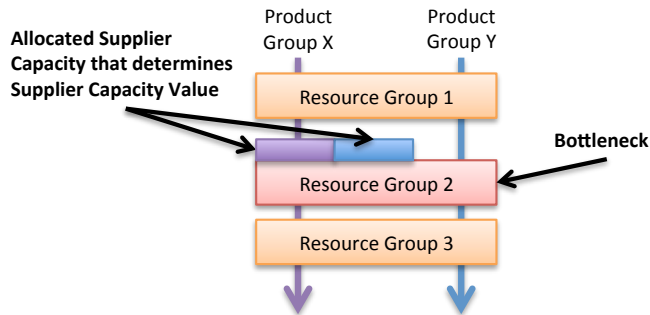 Product
Group X
Product
Group Y
Allocated Supplier
Capacity that determines
Supplier Capacity Value
Resource Group 1
Bottleneck
Resource Group 2
Resource Group 3